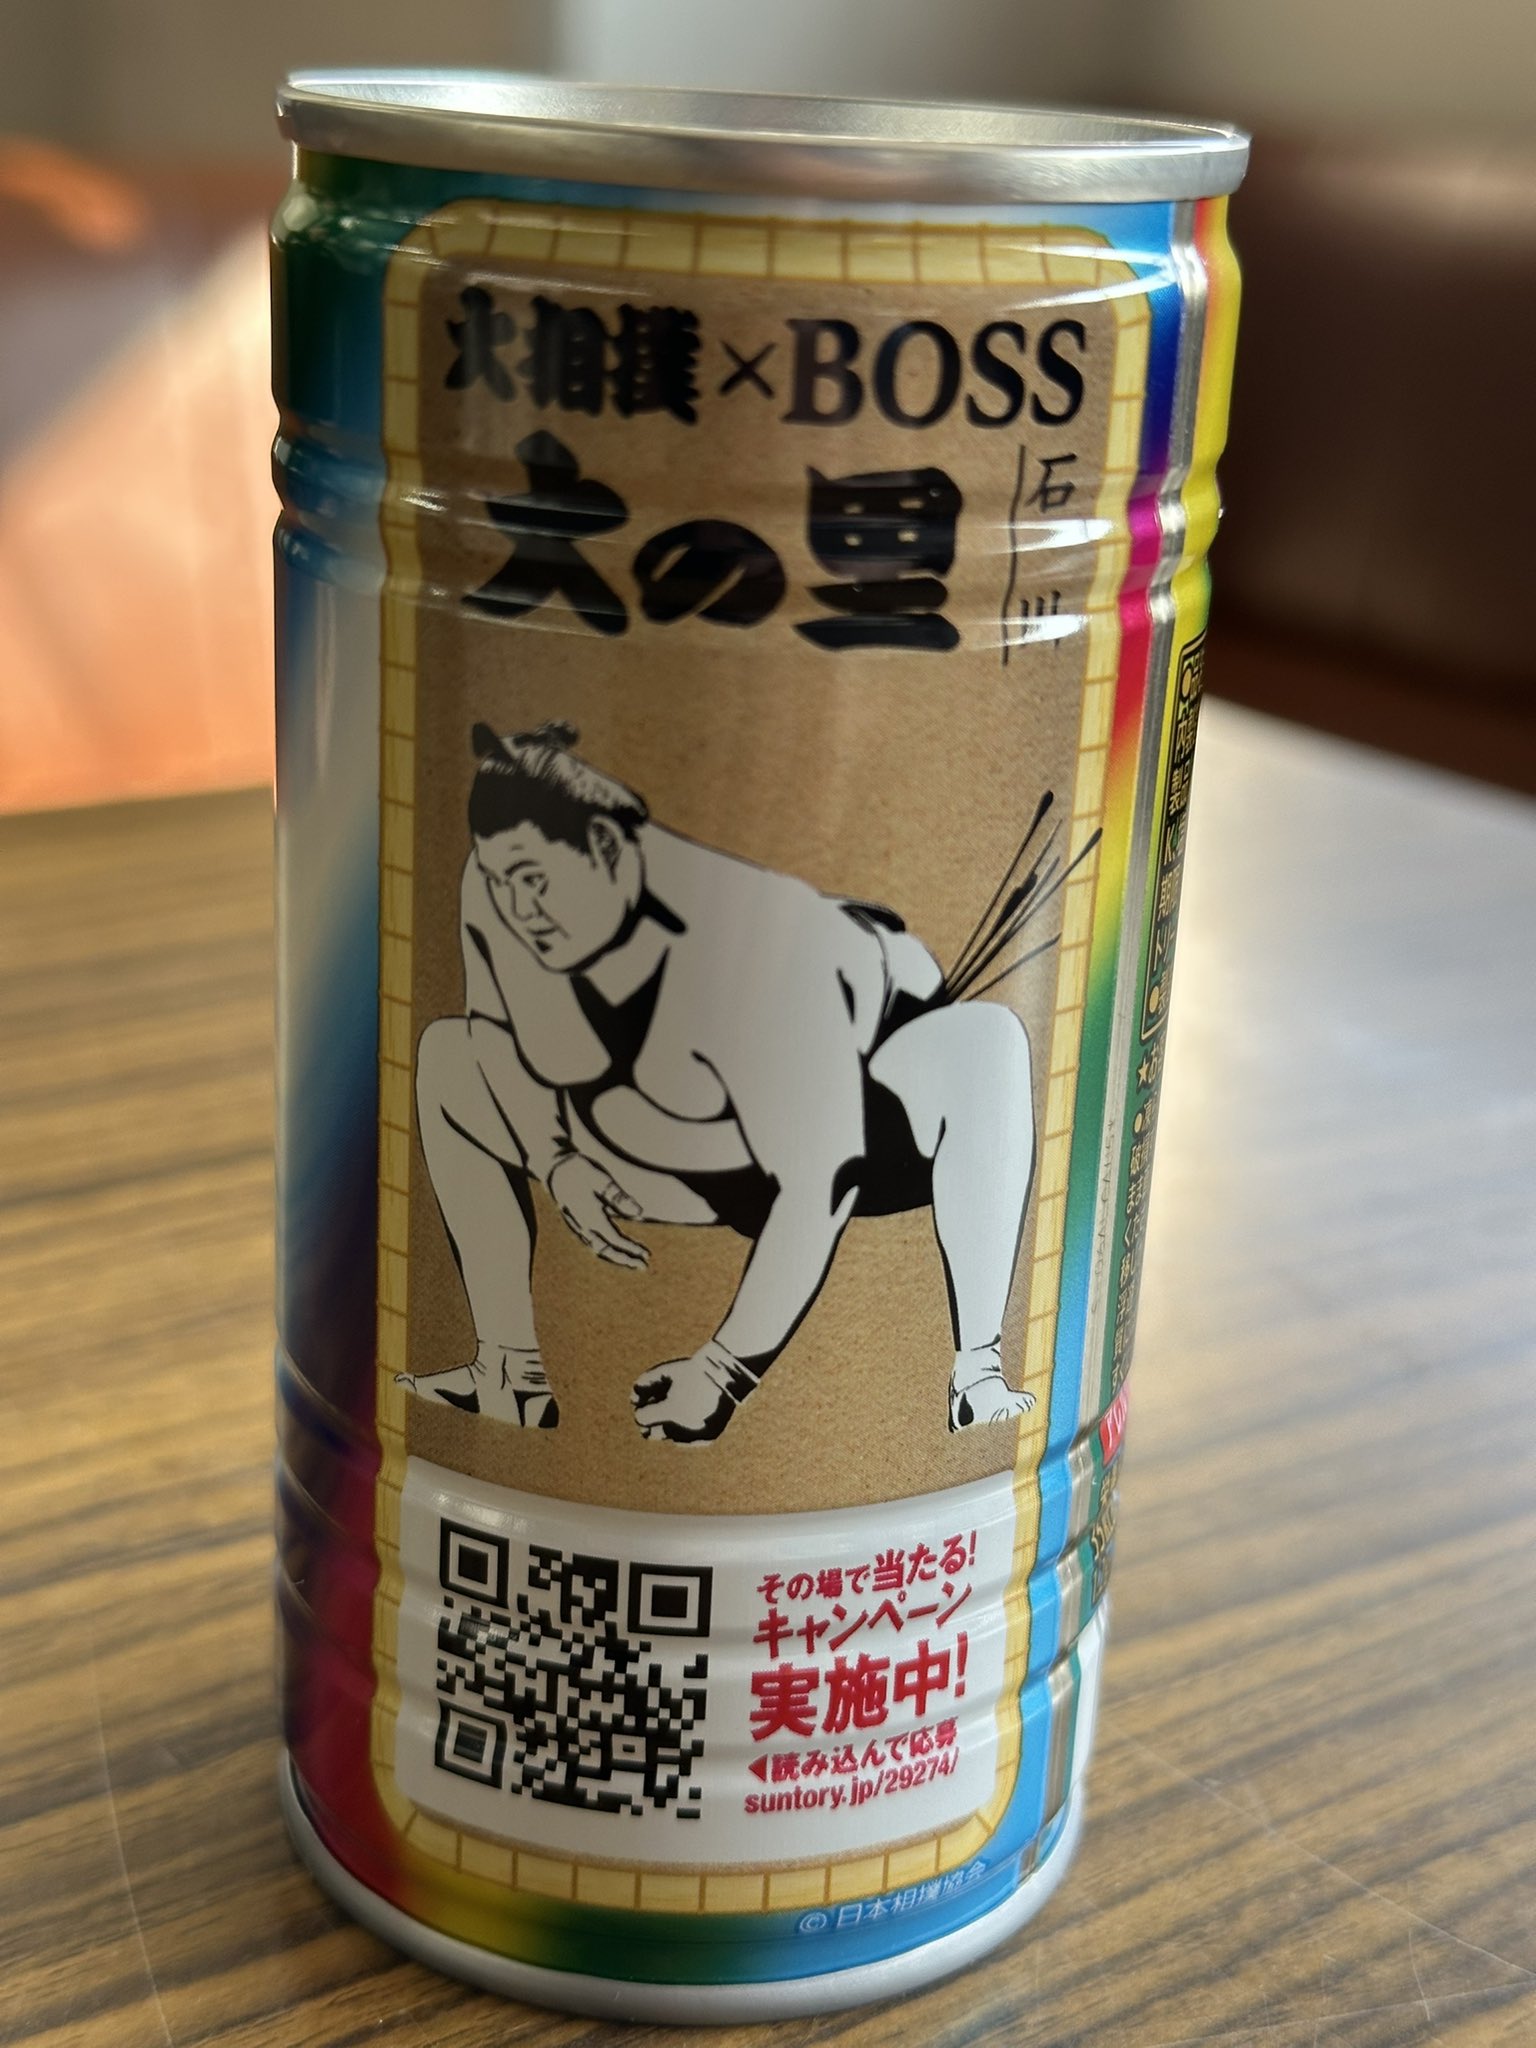 大相撲×BOSS
大の里
石川
その場で当たる!
キャンペーン
実施中!
◀読み込んで応募
suntory.jp/29274/
© 日本相撲協会